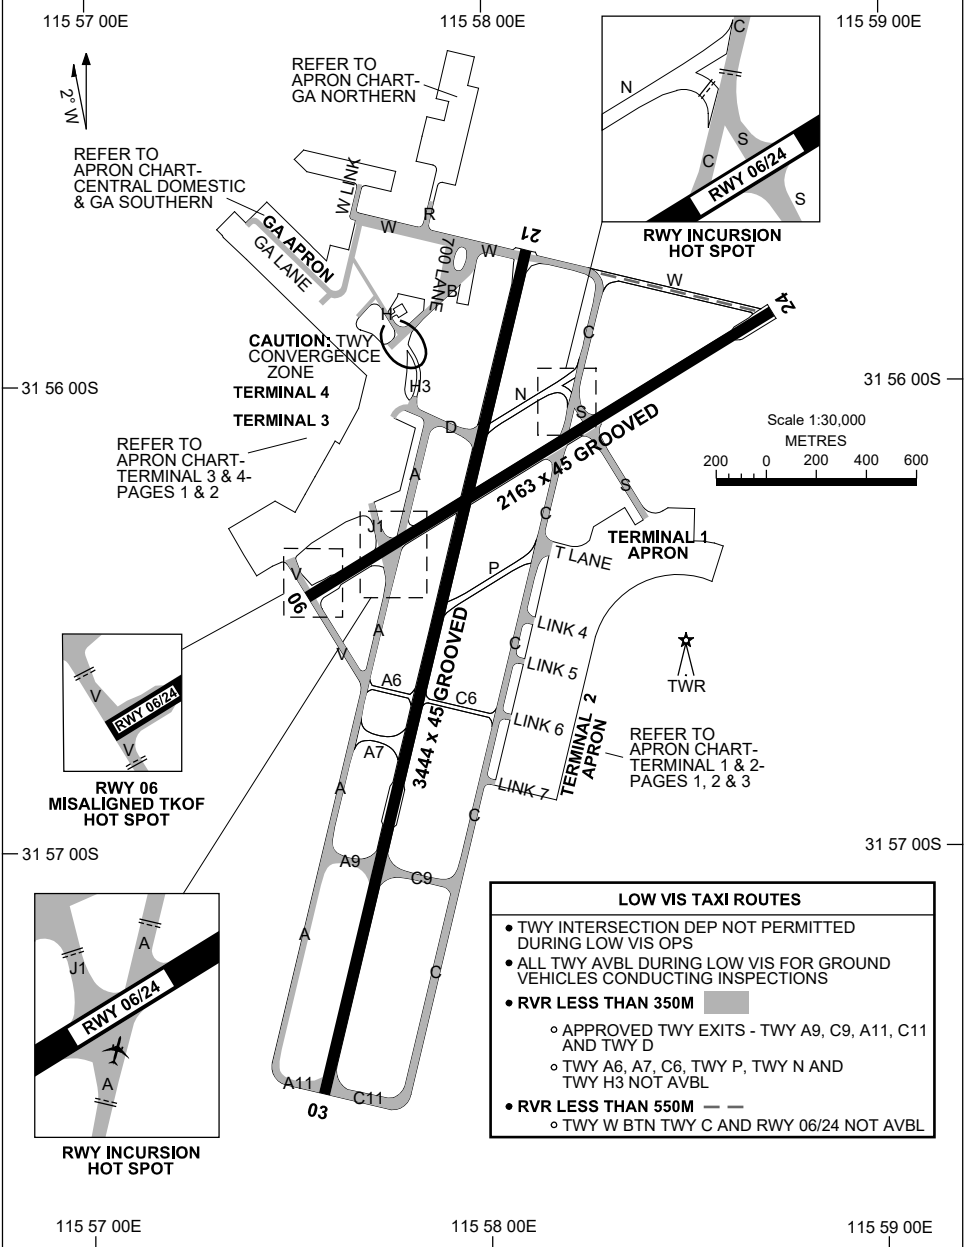 115 57 00E
115 58 00E
115 59 00E
2° W
REFER TO
APRON CHART-
GA NORTHERN
REFER TO
APRON CHART-
CENTRAL DOMESTIC
& GA SOUTHERN
W LINK
W
R
GA APRON
GA LANE
700 LANE
W
B
H
21
W
24
C
N
C
S
C
RWY 06/24
S
RWY INCURSION
HOT SPOT
CAUTION: TWY
CONVERGENCE
ZONE
H3
TERMINAL 4
TERMINAL 3
31 56 00S
31 56 00S
N
S
D
A
2163 x 45 GROOVED
S
C
Scale 1:30,000
METRES
200 0 200 400 600
REFER TO
APRON CHART-
TERMINAL 3 & 4-
PAGES 1 & 2
J1
TERMINAL 1
APRON
T LANE
P
V
06
A
V
LINK 4
C
LINK 5
A6
C6
LINK 6
A7
LINK 7
3444 x 45 GROOVED
TERMINAL 2
APRON
TWR
REFER TO
APRON CHART-
TERMINAL 1 & 2-
PAGES 1, 2 & 3
V
RWY 06/24
V
RWY 06
MISALIGNED TKOF
HOT SPOT
A
C
31 57 00S
31 57 00S
A9
C9
A
C
A11
03
C11
J1
A
RWY 06/24
A
RWY INCURSION
HOT SPOT
LOW VIS TAXI ROUTES
• TWY INTERSECTION DEP NOT PERMITTED
DURING LOW VIS OPS
• ALL TWY AVBL DURING LOW VIS FOR GROUND
VEHICLES CONDUCTING INSPECTIONS
• RVR LESS THAN 350M
APPROVED TWY EXITS - TWY A9, C9, A11, C11
AND TWY D
TWY A6, A7, C6, TWY P, TWY N AND
TWY H3 NOT AVBL
• RVR LESS THAN 550M
TWY W BTN TWY C AND RWY 06/24 NOT AVBL
115 57 00E
115 58 00E
115 59 00E